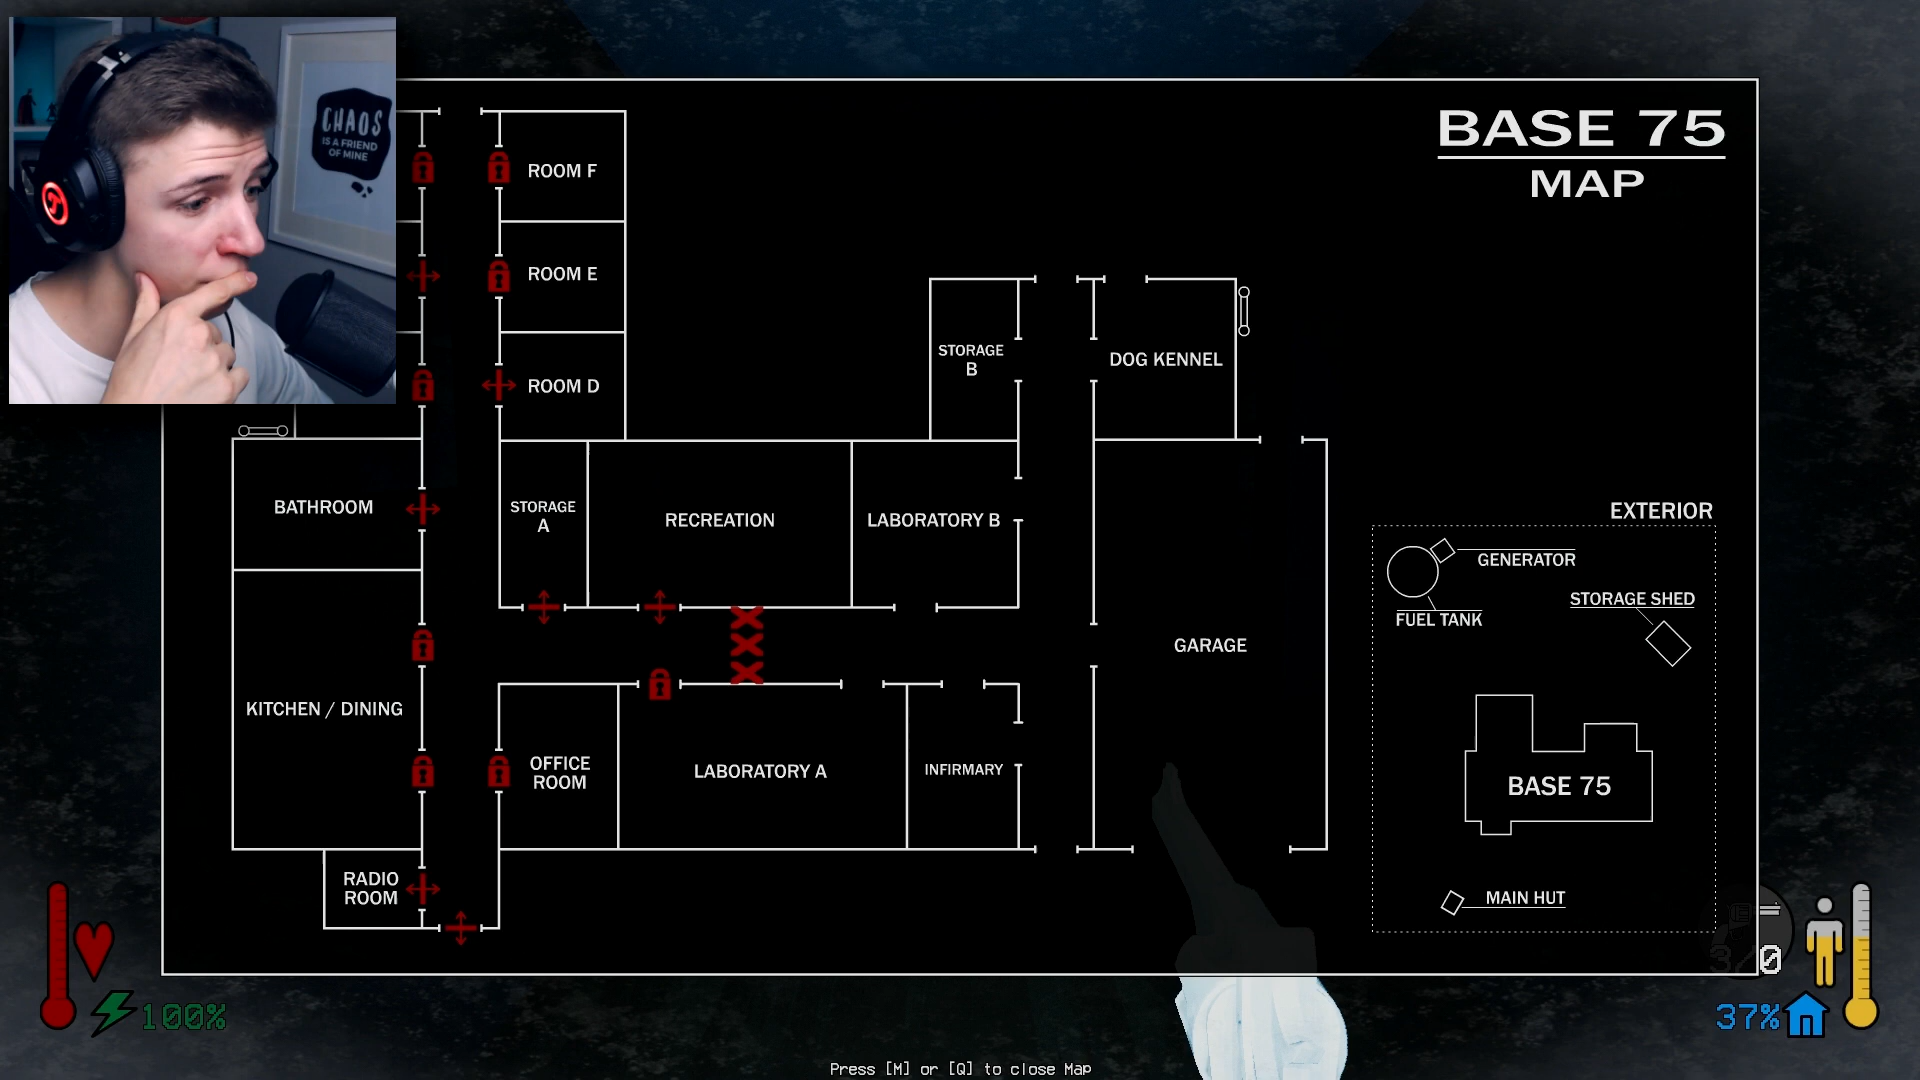 CHAOS
IS A FRIEND
OF MINE
BASE 75
MAP
ROOM F
ROOM E
ROOM D
STORAGE
B
DOG KENNEL
BATHROOM
STORAGE
A
RECREATION
LABORATORY B
EXTERIOR
GENERATOR
STORAGE SHED
FUEL TANK
GARAGE
KITCHEN / DINING
OFFICE
ROOM
LABORATORY A
INFIRMARY
BASE 75
RADIO
ROOM
MAIN HUT
3/0
100%
37%
Press [M] or [Q] to close Map